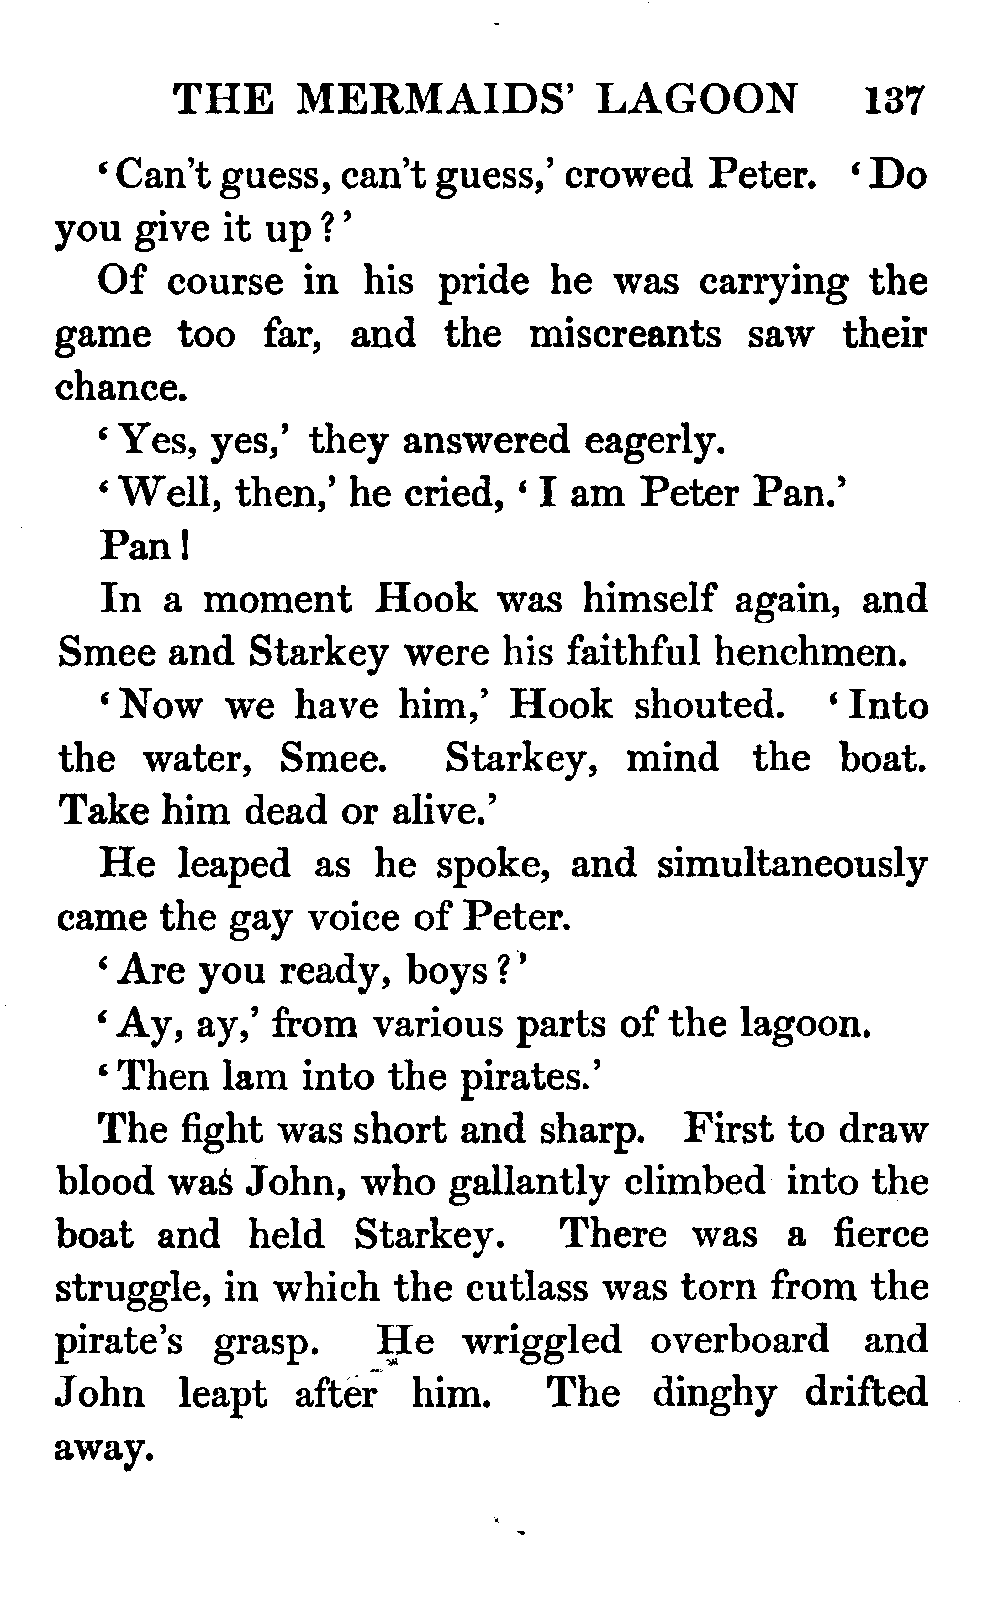 THE MERMAIDS' LAGOON 137
‘Can't guess, can't guess,’ crowed Peter. ‘Do
you give it up?’
Of course in his pride he was carrying the
game too far, and the miscreants saw their
chance.
‘Yes, yes,’ they answered eagerly.
‘Well, then,’ he cried, ‘I am Peter Pan.’
Pan!
In a moment Hook was himself again, and
Smee and Starkey were his faithful henchmen.
‘Now we have him,’ Hook shouted. ‘Into
the water, Smee. Starkey, mind the boat.
Take him dead or alive.’
He leaped as he spoke, and simultaneously
came the gay voice of Peter.
‘Are you ready, boys?’
‘Ay, ay,’ from various parts of the lagoon.
‘Then lam into the pirates.’
The fight was short and sharp. First to draw
blood was John, who gallantly climbed into the
boat and held Starkey. There was a fierce
struggle, in which the cutlass was torn from the
pirate's grasp. He wriggled overboard and
John leapt after him. The dinghy drifted
away.